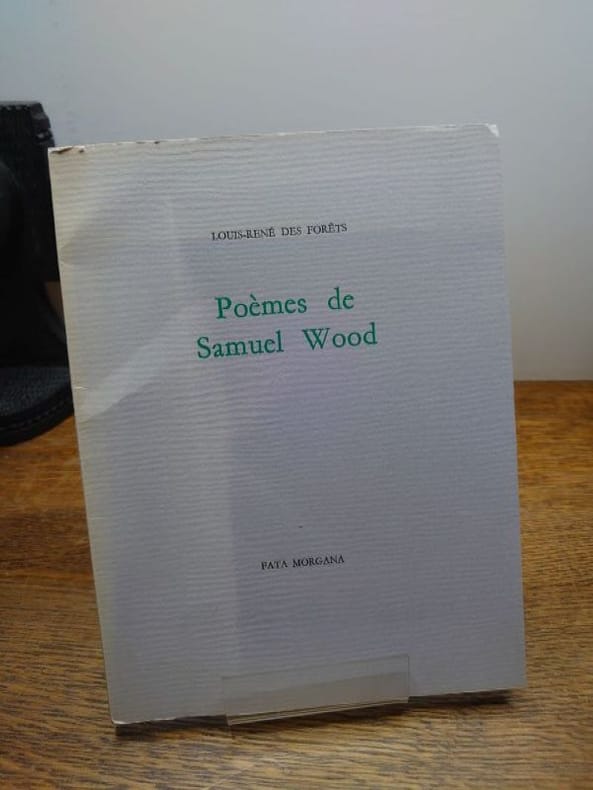 LOUIS-RENÉ DES FORÊTS
Poèmes de
Samuel Wood
FATA MORGANA